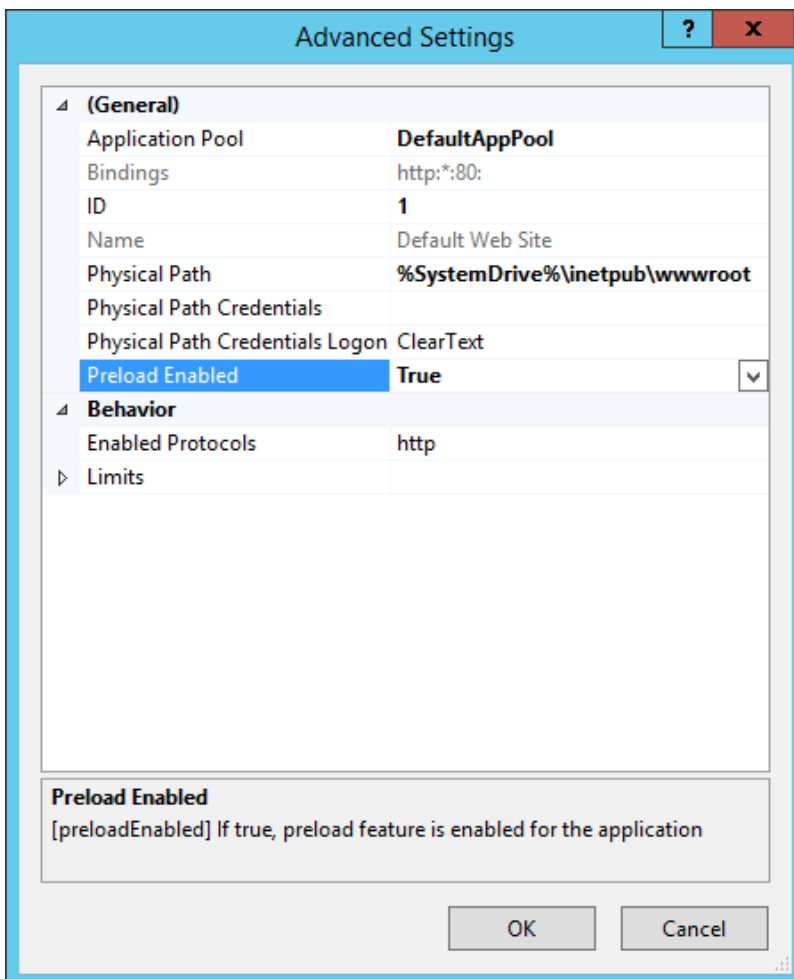 Advanced Settings
?
x
(General)
Application Pool DefaultAppPool
Bindings http:*:80:
ID 1
Name Default Web Site
Physical Path %SystemDrive%\inetpub\wwwroot
Physical Path Credentials
Physical Path Credentials Logon ClearText
Preload Enabled True
Behavior
Enabled Protocols http
Limits
Preload Enabled
[preloadEnabled] If true, preload feature is enabled for the application
OK Cancel